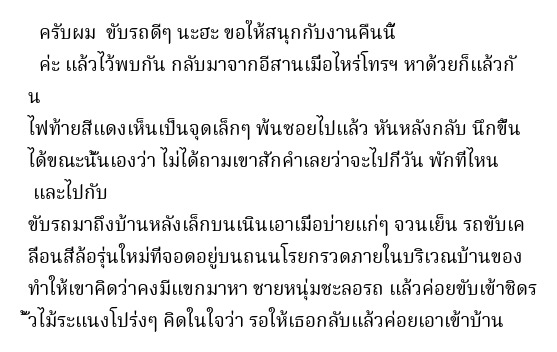 ครับผม  ขับรถดีๆ นะฮะ ขอให้สนุกกับงานคืนนี้
ค่ะ แล้วไว้พบกัน กลับมาจากอีสานเมื่อไหร่โทรฯ หาด้วยก็แล้วกั
น
ไฟท้ายสีแดงเห็นเป็นจุดเล็กๆ พ้นซอยไปแล้ว หันหลังกลับ นึกขึ้น
ได้ขณะนั้นเองว่า ไม่ได้ถามเขาสักคำเลยว่าจะไปกี่วัน พักที่ไหน
และไปกับ
ขับรถมาถึงบ้านหลังเล็กบนเนินเอาเมื่อบ่ายแก่ๆ จวนเย็น รถขับเค
ลื่อนสี่ล้อรุ่นใหม่ที่จอดอยู่บนถนนโรยกรวดภายในบริเวณบ้านของ
ทำให้เขาคิดว่าคงมีแขกมาหา ชายหนุ่มชะลอรถ แล้วค่อยขับเข้าชิดร
ั้วไม้ระแนงโปร่งๆ คิดในใจว่า รอให้เธอกลับแล้วค่อยเอาเข้าบ้าน